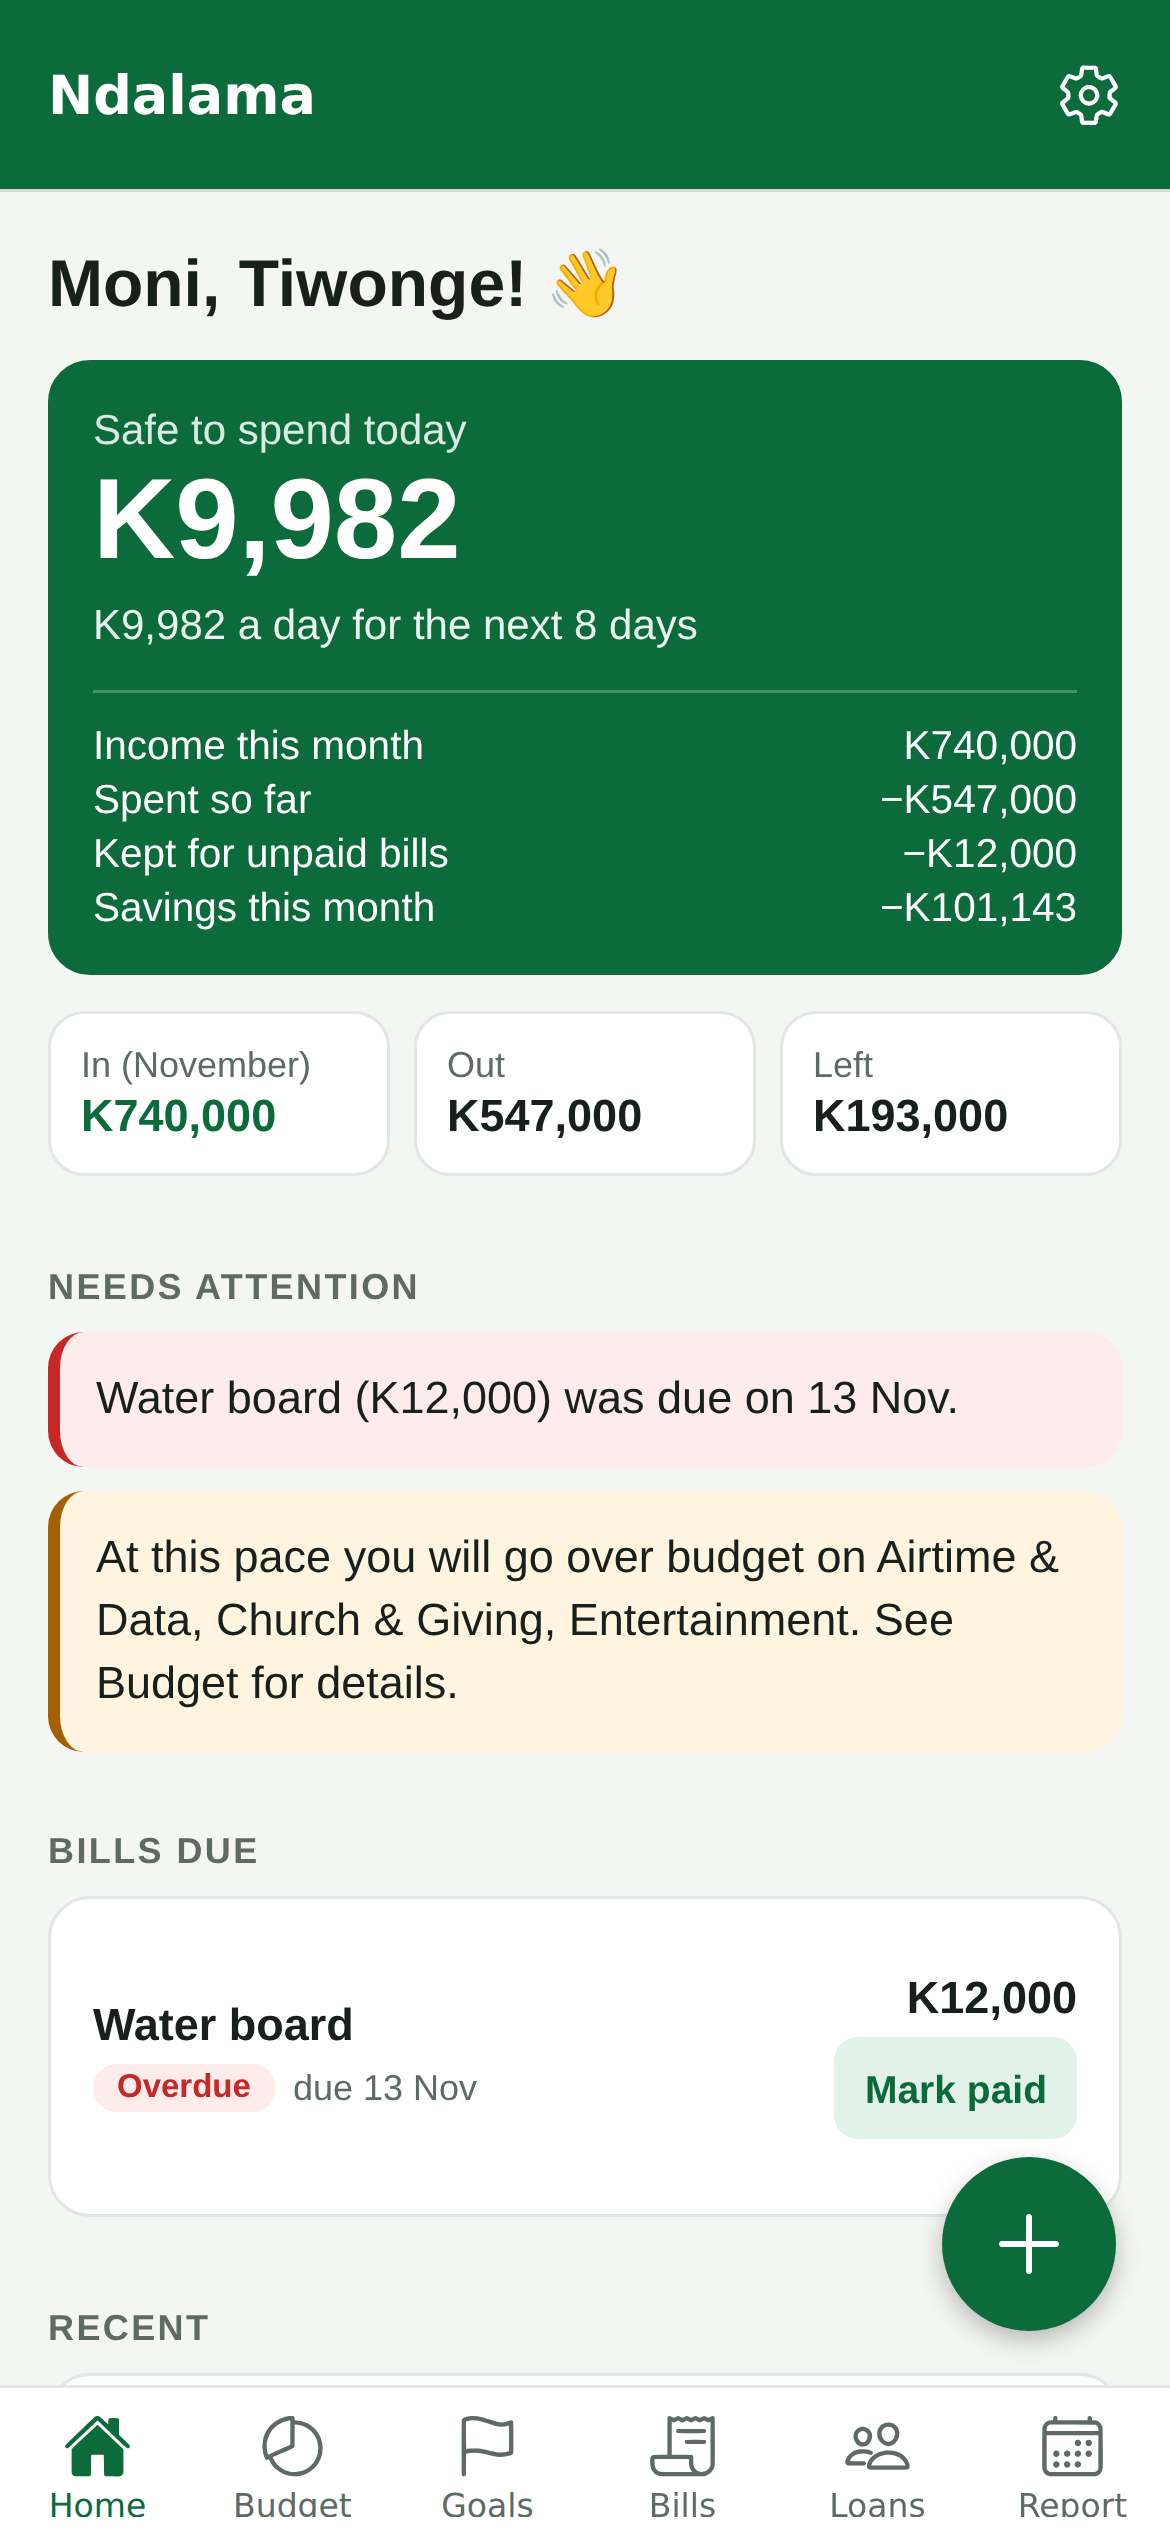 Ndalama
Moni, Tiwonge! 👋
Safe to spend today
K9,982
K9,982 a day for the next 8 days
Income this month K740,000
Spent so far −K547,000
Kept for unpaid bills −K12,000
Savings this month −K101,143
In (November)
K740,000
Out
K547,000
Left
K193,000
NEEDS ATTENTION
Water board (K12,000) was due on 13 Nov.
At this pace you will go over budget on Airtime &
Data, Church & Giving, Entertainment. See
Budget for details.
BILLS DUE
Water board
Overdue due 13 Nov
K12,000
Mark paid
RECENT
Home Budget Goals Bills Loans Report